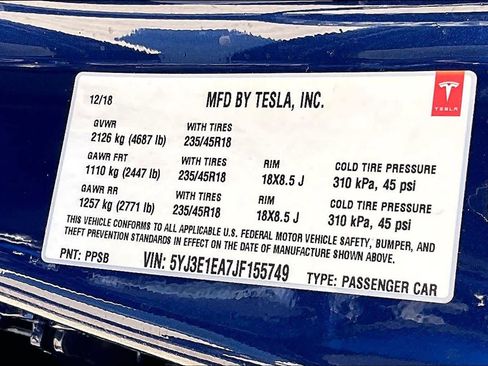 12/18 MFD BY TESLA, INC. TESLA
GVWR WITH TIRES
2126 kg (4687 lb) 235/45R18
GAWR FRT WITH TIRES RIM COLD TIRE PRESSURE
1110 kg (2447 lb) 235/45R18 18X8.5 J 310 kPa, 45 psi
GAWR RR WITH TIRES RIM COLD TIRE PRESSURE
1257 kg (2771 lb) 235/45R18 18X8.5 J 310 kPa, 45 psi
THIS VEHICLE CONFORMS TO ALL APPLICABLE U.S. FEDERAL MOTOR VEHICLE SAFETY, BUMPER, AND
THEFT PREVENTION STANDARDS IN EFFECT ON THE DATE OF MANUFACTURE SHOWN ABOVE.
PNT: PPSB VIN: 5YJ3E1EA7JF155749 TYPE: PASSENGER CAR